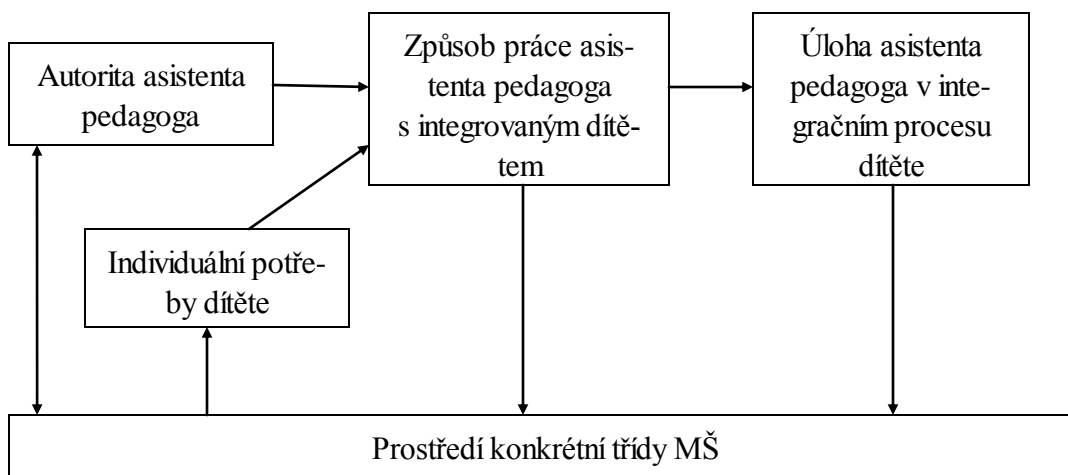 Autorita asistenta
pedagoga
Způsob práce asis-
tenta pedagoga
s integrovaným dítě-
tem
Úloha asistenta
pedagoga v inte-
gračním procesu
dítěte
Individuální potře-
by dítěte
Prostředí konkrétní třídy MŠ